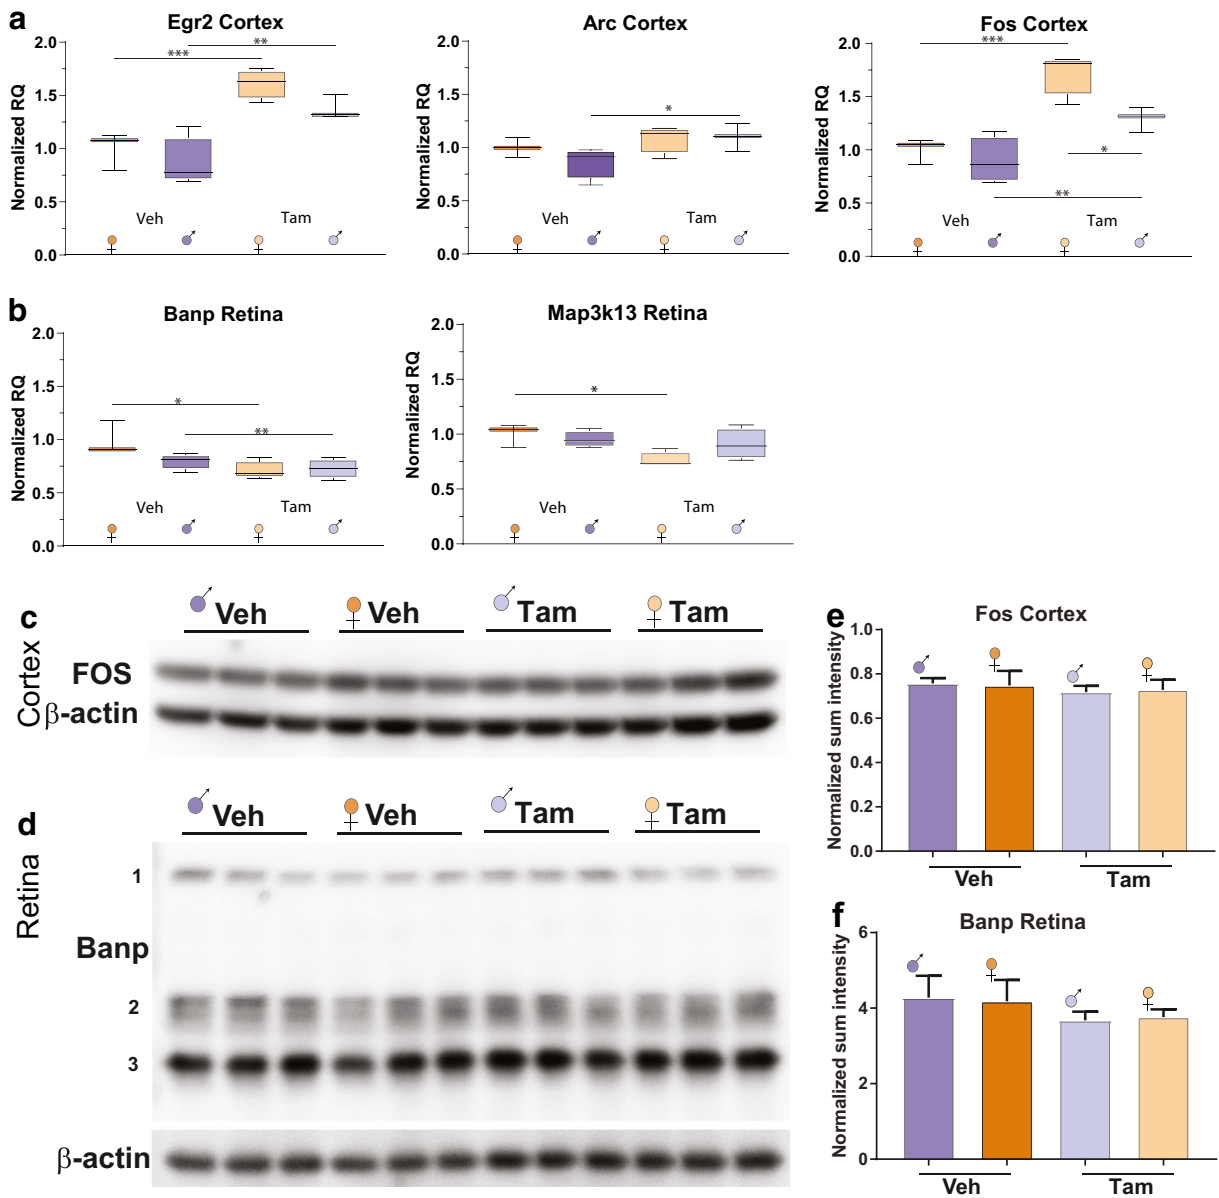 a
Egr2 Cortex
Normalized RQ
2.0
1.5
1.0
0.5
0.0
***
**
Veh
Tam
Arc Cortex
Normalized RQ
2.0
1.5
1.0
0.5
0.0
*
Veh
Tam
Fos Cortex
Normalized RQ
2.0
1.5
1.0
0.5
0.0
***
*
**
Veh
Tam
b
Banp Retina
Normalized RQ
2.0
1.5
1.0
0.5
0.0
*
**
Veh
Tam
Map3k13 Retina
Normalized RQ
2.0
1.5
1.0
0.5
0.0
*
Veh
Tam
c
Veh Veh Tam Tam
Cortex
FOS
β-actin
d
Veh Veh Tam Tam
Retina
1
Banp
2
3
β-actin
e
Fos Cortex
Normalized sum intensity
1.0
0.8
0.6
0.4
0.2
0.0
Veh
Tam
f
Banp Retina
Normalized sum intensity
6
4
2
0
Veh
Tam